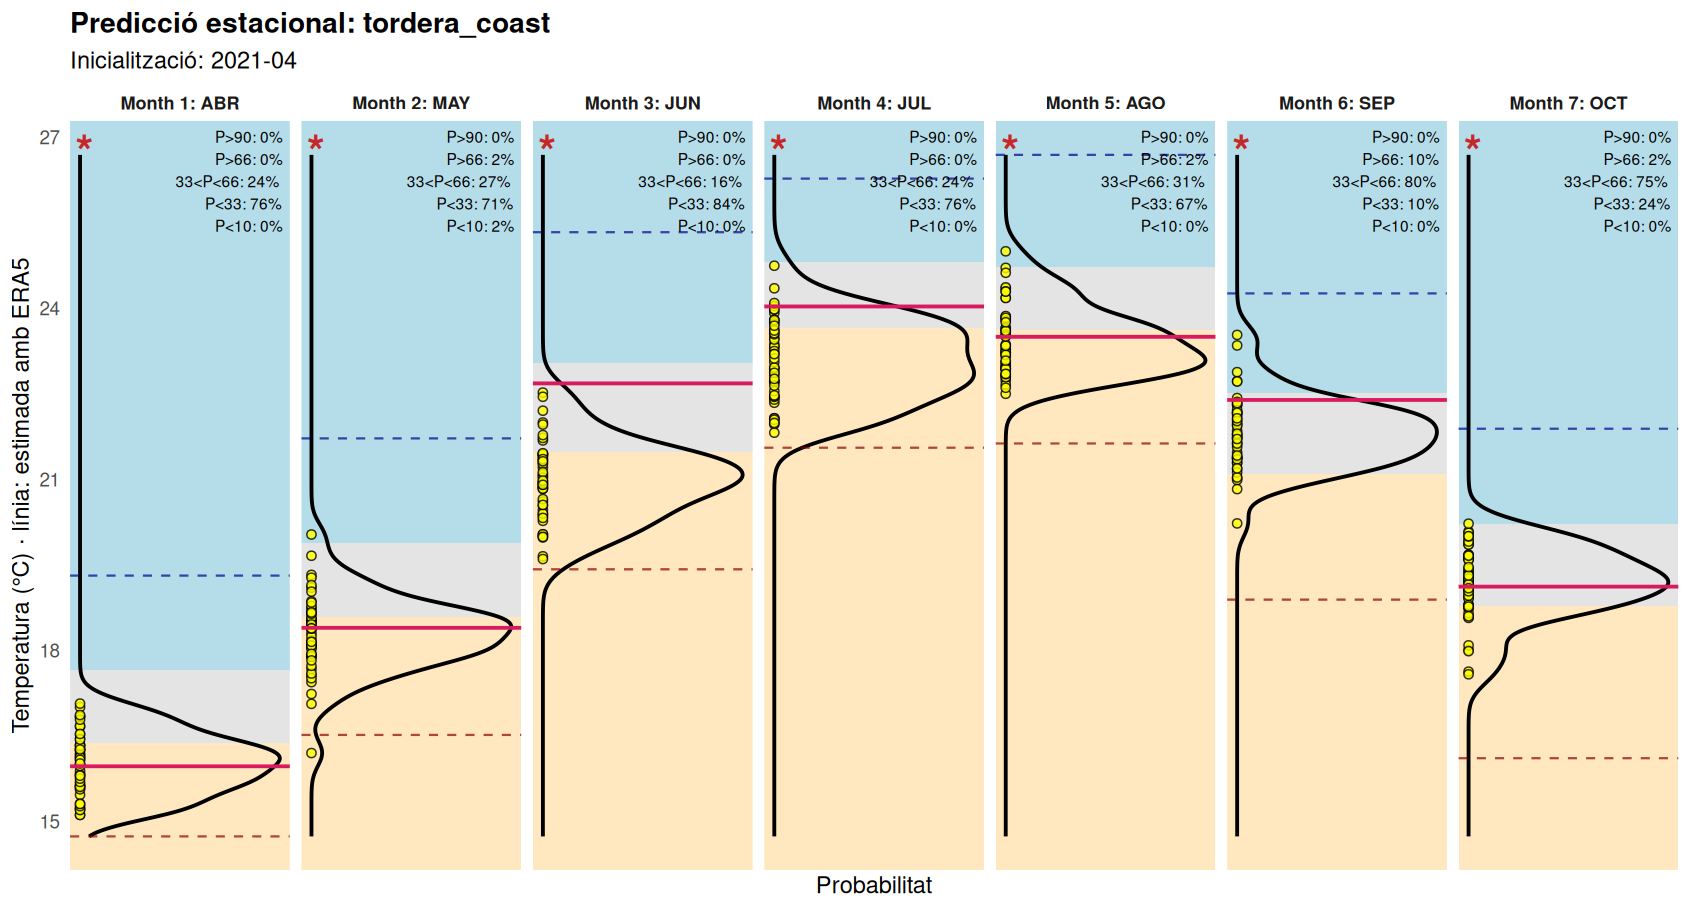 Predicció estacional: tordera_coast
Inicialització: 2021-04
Month 1: ABR
Month 2: MAY
Month 3: JUN
Month 4: JUL
Month 5: AGO
Month 6: SEP
Month 7: OCT
Temperatura (°C) · línia: estimada amb ERA5
27
24
21
18
15
*
P>90: 0%
P>66: 0%
33<P<66: 24%
P<33: 76%
P<10: 0%
*
P>90: 0%
P>66: 2%
33<P<66: 27%
P<33: 71%
P<10: 2%
*
P>90: 0%
P>66: 0%
33<P<66: 16%
P<33: 84%
P<10: 0%
*
P>90: 0%
P>66: 0%
33<P<66: 24%
P<33: 76%
P<10: 0%
*
P>90: 0%
P>66: 2%
33<P<66: 31%
P<33: 67%
P<10: 0%
*
P>90: 0%
P>66: 10%
33<P<66: 80%
P<33: 10%
P<10: 0%
*
P>90: 0%
P>66: 2%
33<P<66: 75%
P<33: 24%
P<10: 0%
Probabilitat